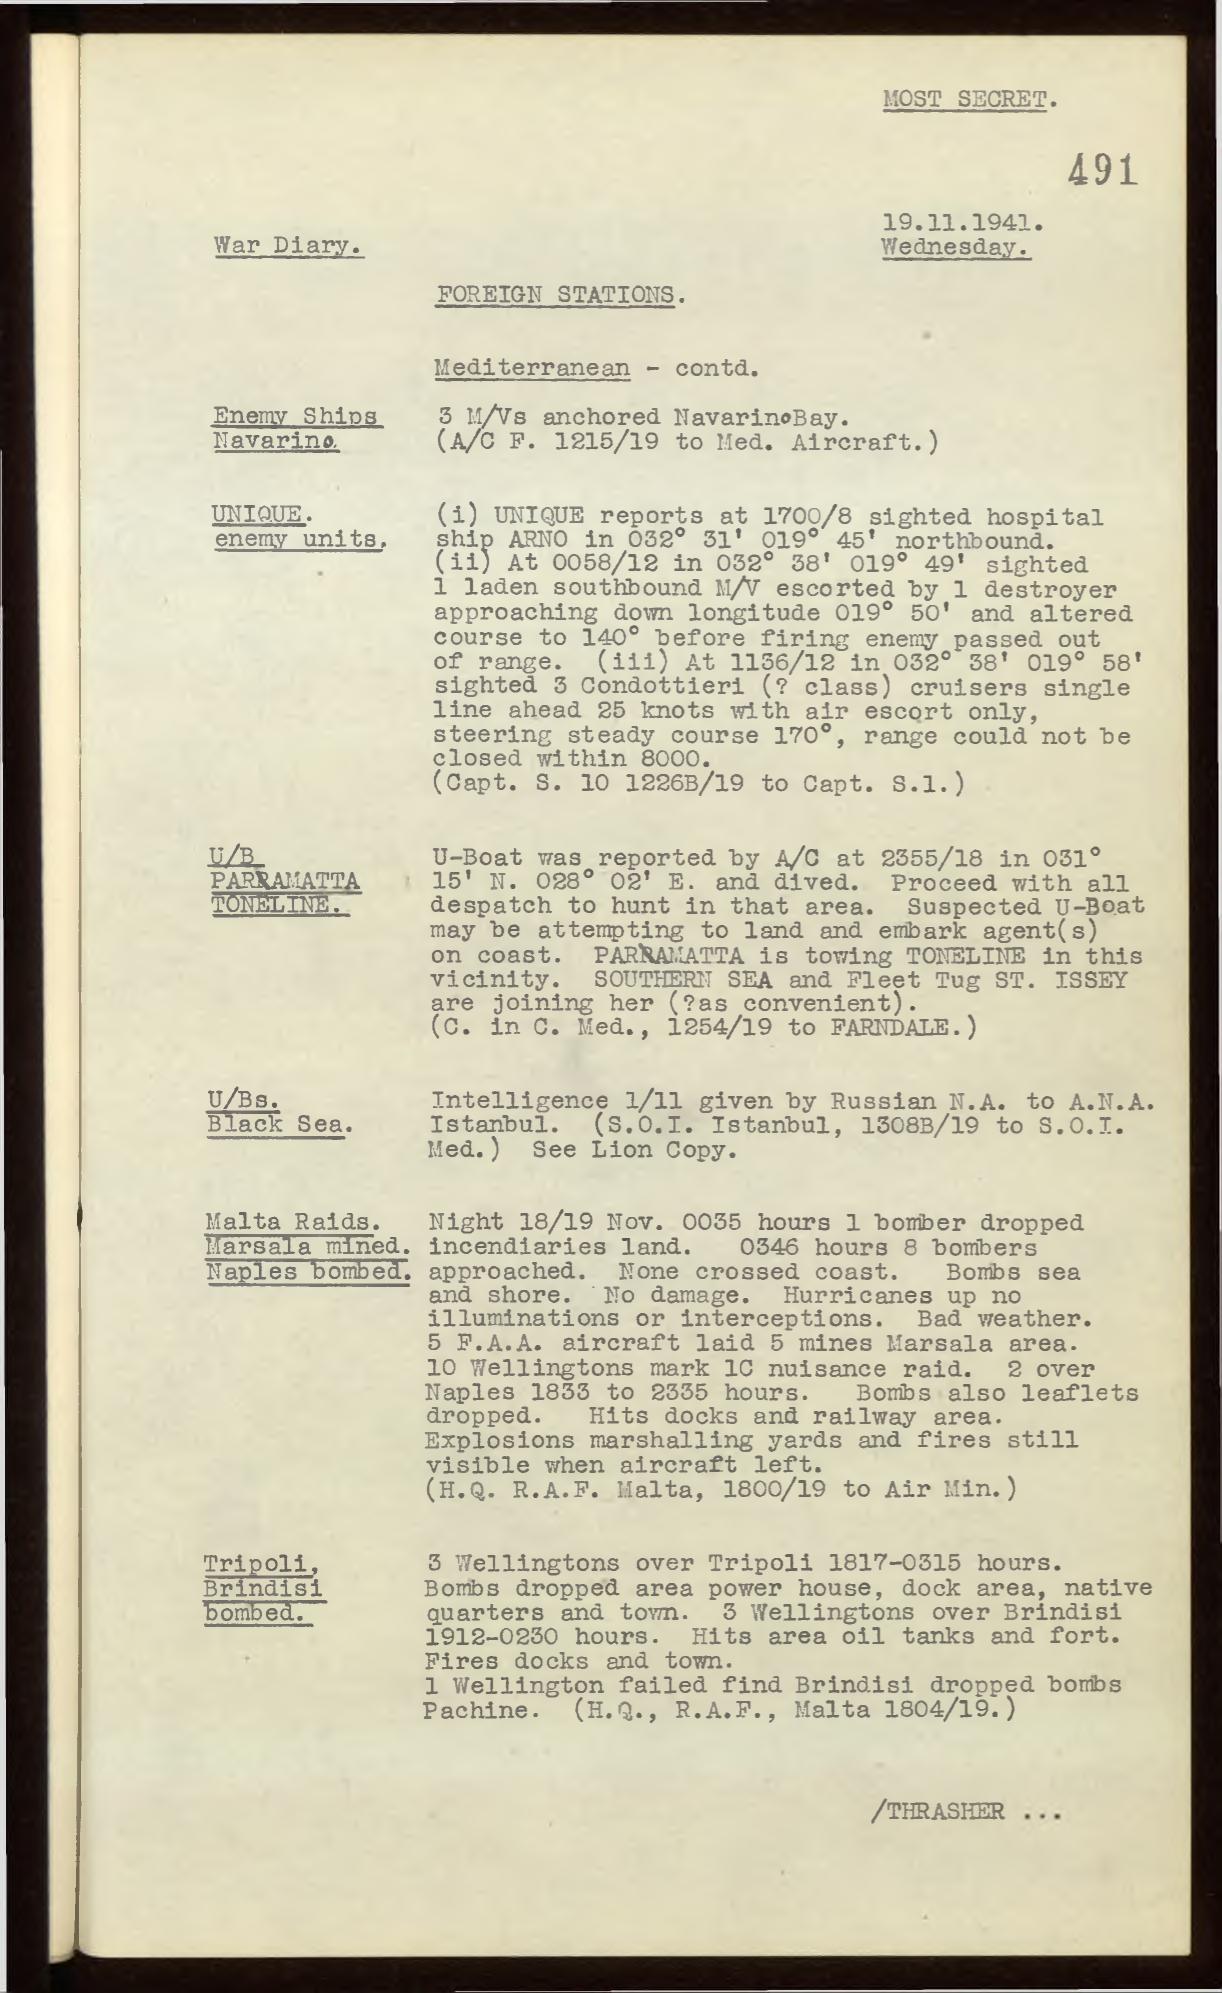 MOST SECRET.
491
19.11.1941.
War Diary.
Wednesday.
FOREIGN STATIONS.
Mediterranean - contd.
Enemy Ships
Navarino.
3 M/Vs anchored NavarinoBay.
(A/C F. 1215/19 to Med. Aircraft.)
UNIQUE.
enemy units.
(i) UNIQUE reports at 1700/8 sighted hospital
ship ARNO in 032° 31' 019° 45' northbound.
(ii) At 0058/12 in 032° 38' 019° 49' sighted
1 laden southbound M/V escorted by 1 destroyer
approaching down longitude 019° 50' and altered
course to 140° before firing enemy passed out
of range. (iii) At 1136/12 in 032° 38' 019° 58'
sighted 3 Condottieri (? class) cruisers single
line ahead 25 knots with air escort only,
steering steady course 170°, range could not be
closed within 8000.
(Capt. S. 10 1226B/19 to Capt. S.1.)
U/B
PARRAMATTA
TONELINE.
U-Boat was reported by A/C at 2355/18 in 031°
15' N. 028° 02' E. and dived. Proceed with all
despatch to hunt in that area. Suspected U-Boat
may be attempting to land and embark agent(s)
on coast. PARRAMATTA is towing TONELINE in this
vicinity. SOUTHERN SEA and Fleet Tug ST. ISSEY
are joining her (?as convenient).
(C. in C. Med., 1254/19 to FARNDALE.)
U/Bs.
Black Sea.
Intelligence 1/11 given by Russian N.A. to A.N.A.
Istanbul. (S.O.I. Istanbul, 1308B/19 to S.O.I.
Med.) See Lion Copy.
Malta Raids.
Marsala mined.
Naples bombed.
Night 18/19 Nov. 0035 hours 1 bomber dropped
incendiaries land. 0346 hours 8 bombers
approached. None crossed coast. Bombs sea
and shore. No damage. Hurricanes up no
illuminations or interceptions. Bad weather.
5 F.A.A. aircraft laid 5 mines Marsala area.
10 Wellingtons mark 1C nuisance raid. 2 over
Naples 1833 to 2335 hours. Bombs also leaflets
dropped. Hits docks and railway area.
Explosions marshalling yards and fires still
visible when aircraft left.
(H.Q. R.A.F. Malta, 1800/19 to Air Min.)
Tripoli,
Brindisi
bombed.
3 Wellingtons over Tripoli 1817-0315 hours.
Bombs dropped area power house, dock area, native
quarters and town. 3 Wellingtons over Brindisi
1912-0230 hours. Hits area oil tanks and fort.
Fires docks and town.
1 Wellington failed find Brindisi dropped bombs
Pachine. (H.Q., R.A.F., Malta 1804/19.)
/THRASHER ...